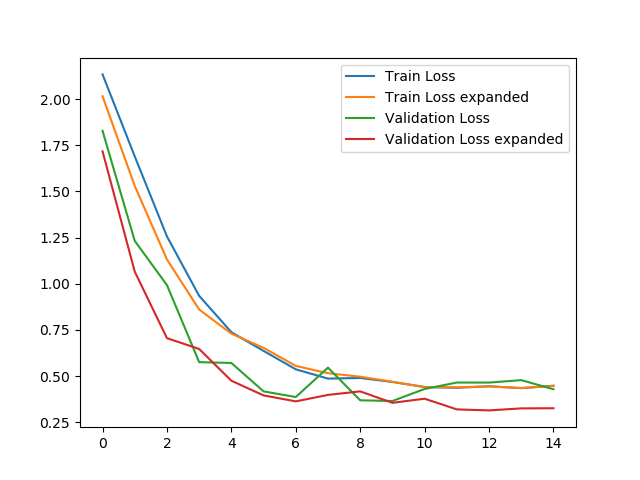 Train Loss
Train Loss expanded
Validation Loss
Validation Loss expanded
2.00
1.75
1.50
1.25
1.00
0.75
0.50
0.25
0 2 4 6 8 10 12 14